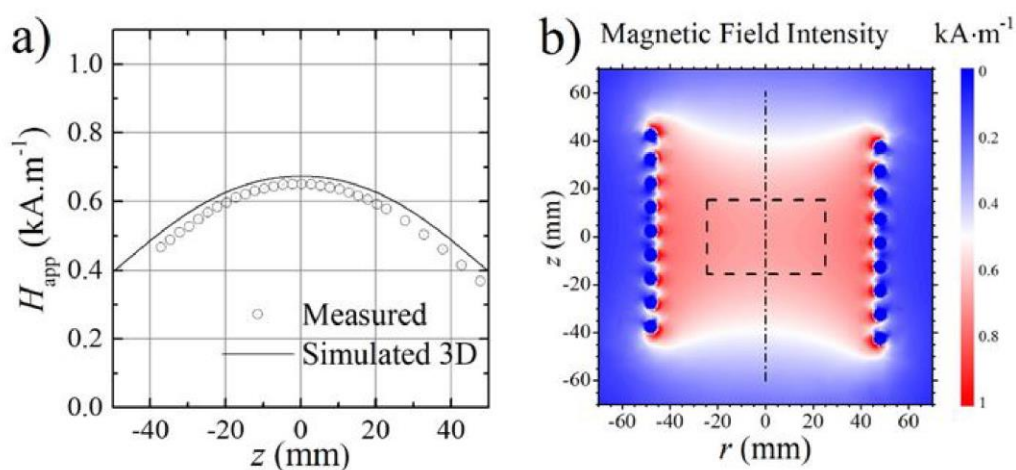 a)
1.0
0.8
0.6
0.4
0.2
0.0
H_app (kA.m⁻¹)
Measured
Simulated 3D
-40 -20 0 20 40
z (mm)
b) Magnetic Field Intensity kA·m⁻¹
60
40
20
0
-20
-40
-60
z (mm)
-60 -40 -20 0 20 40 60
r (mm)
0
0.2
0.4
0.6
0.8
1